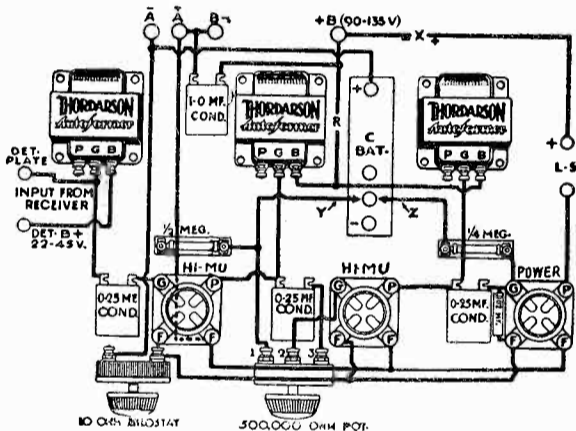 Ā
A+
B-
+B (90-135 V)
X +
1-0 MF.
COND.
THORDARSON
Autoformer
P G B
THORDARSON
Autoformer
P G B
THORDARSON
Autoformer
P G B
R
+
C
BAT-
-
Y
Z
+
L-S
-
DET-
PLATE
INPUT FROM
RECEIVER
DET-B+
22-45V.
1/2 MEG.
1/4 MEG.
0-25 MF.
COND.
HI-MU
0-25 MF.
COND.
HI-MU
G P
F F
0-25 MF.
COND.
POWER
G P
F F
1 2 3
10 OHM RHEOSTAT
500,000 OHM POT-